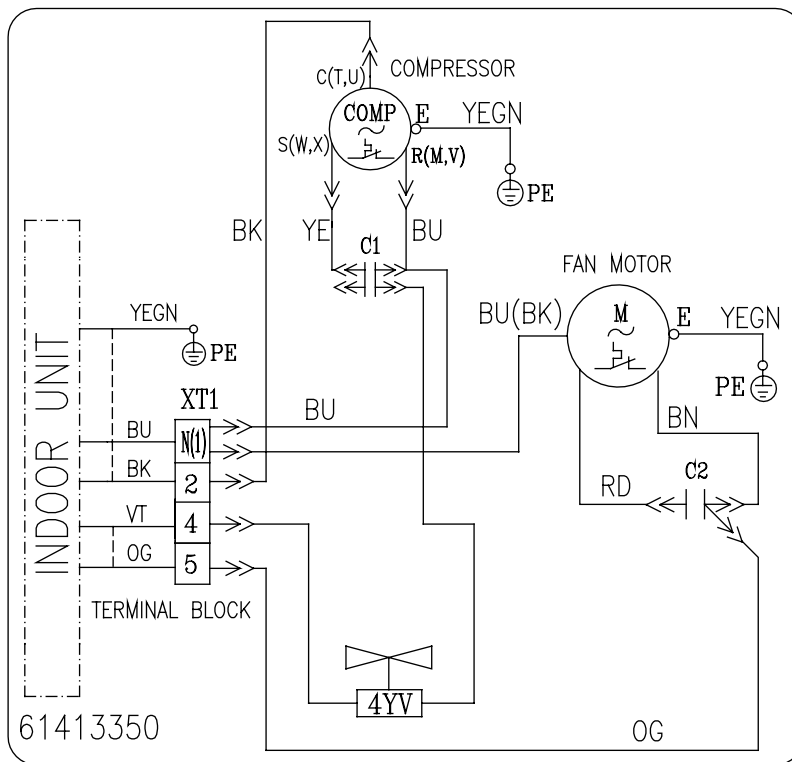 C(T,U)
COMPRESSOR
COMP
E
YEGN
S(W,X)
R(M,V)
PE
BK
YE
C1
BU
FAN MOTOR
BU(BK)
M
E
YEGN
PE
INDOOR UNIT
YEGN
PE
XT1
BU
BU
N(1)
BK
2
VT
4
OG
5
TERMINAL BLOCK
BN
C2
RD
4YV
OG
61413350